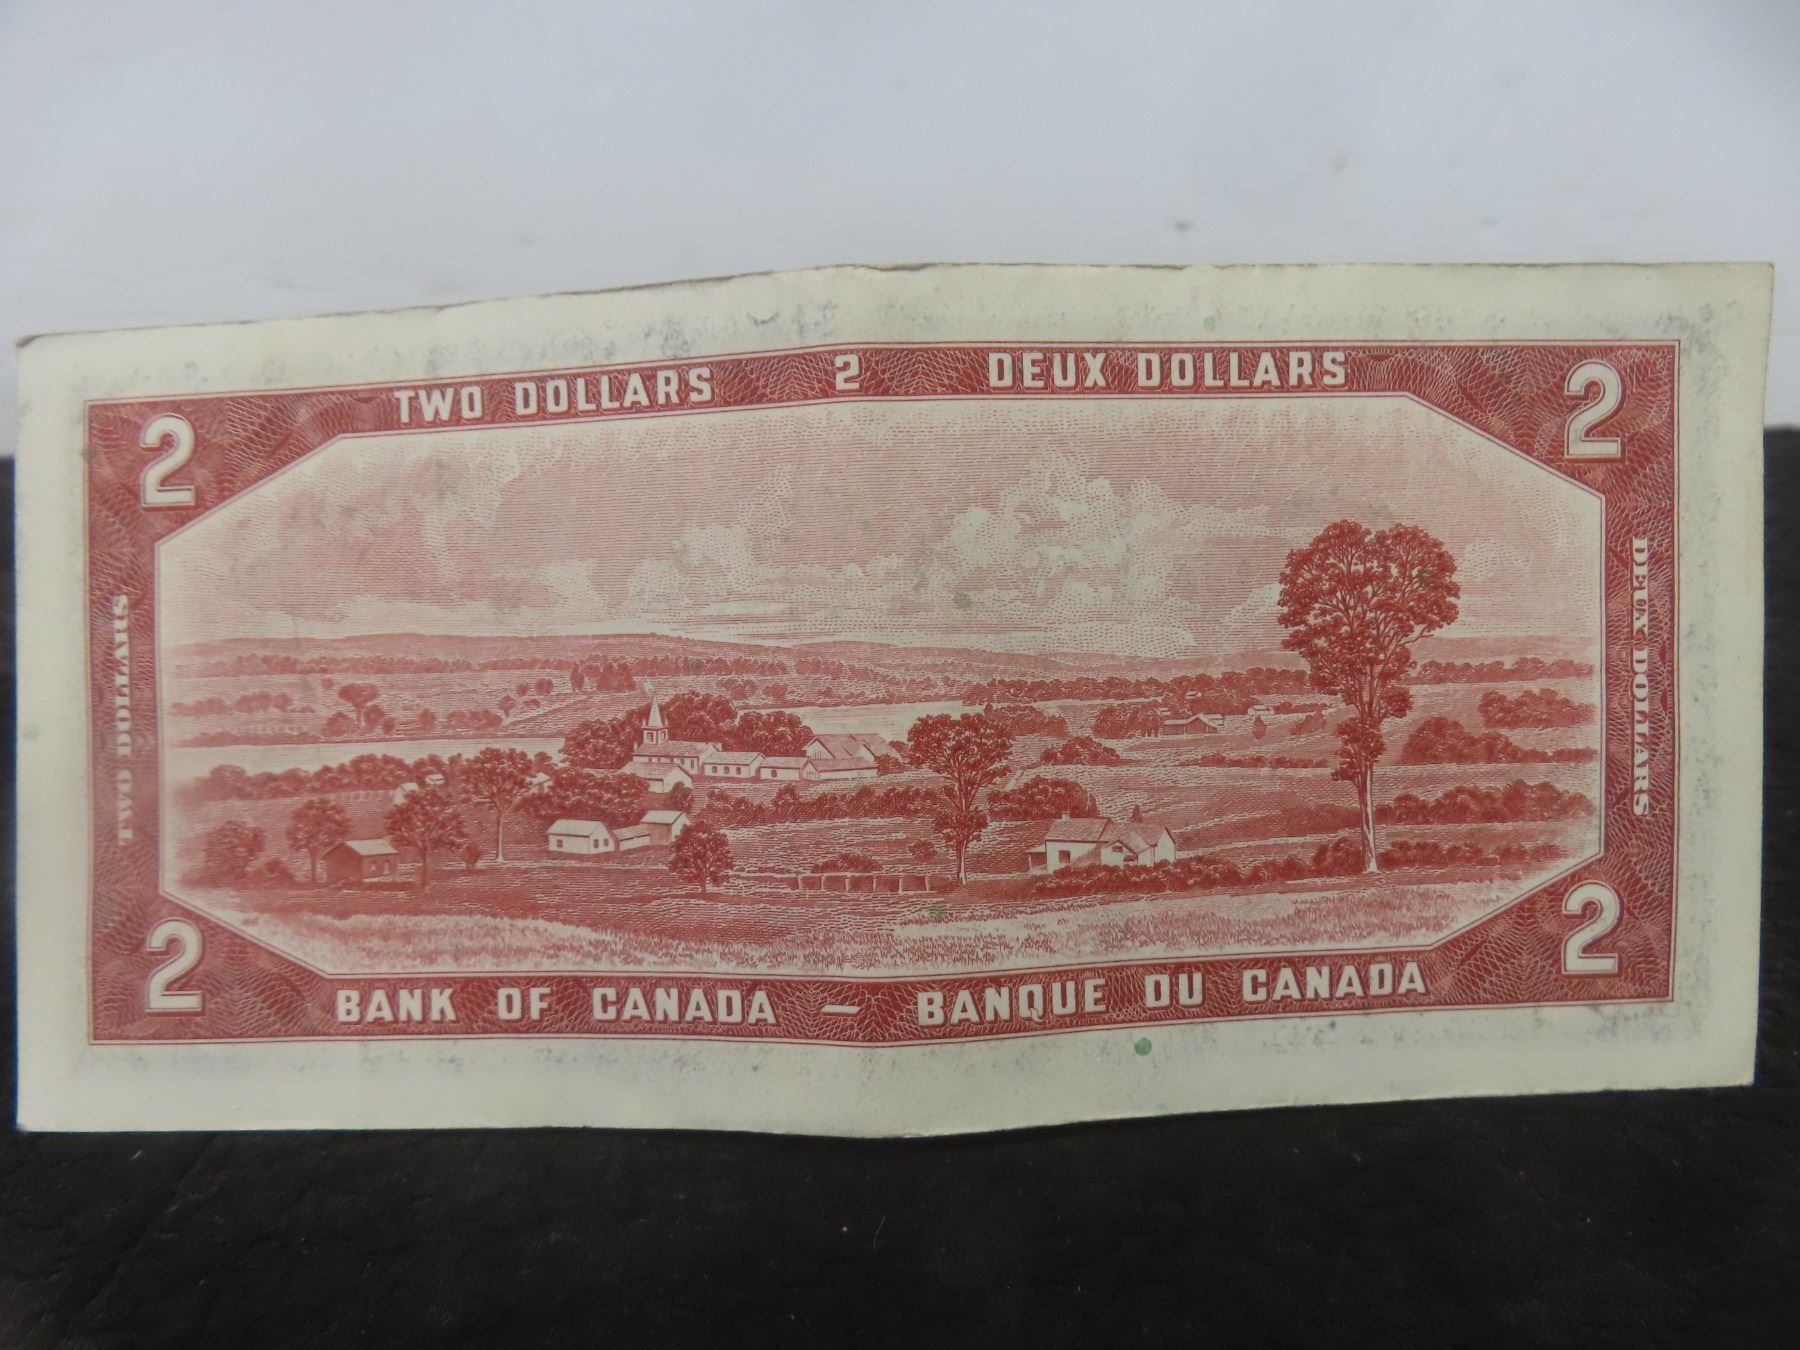 TWO DOLLARS 2 DEUX DOLLARS
2
2
TWO DOLLARS
DEUX DOLLARS
2
2
BANK OF CANADA — BANQUE DU CANADA